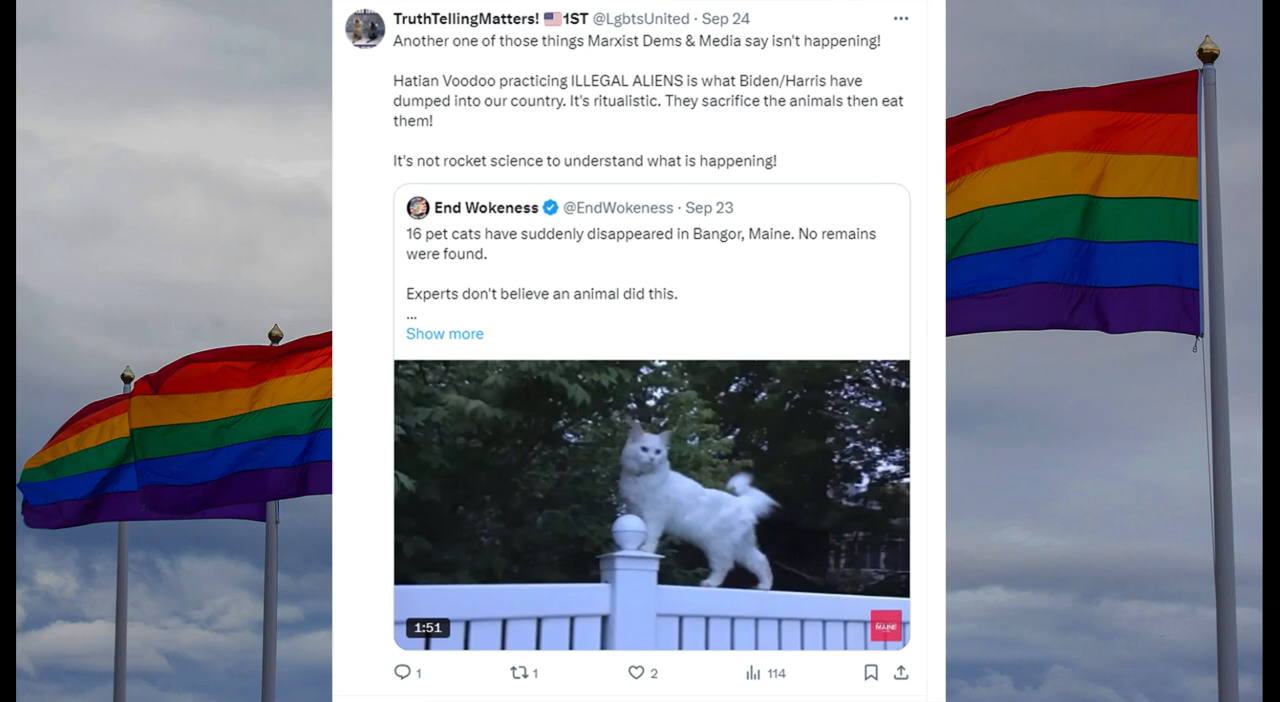 TruthTellingMatters! 🇺🇸1ST @LgbtsUnited · Sep 24
Another one of those things Marxist Dems & Media say isn't happening!
Hatian Voodoo practicing ILLEGAL ALIENS is what Biden/Harris have
dumped into our country. It's ritualistic. They sacrifice the animals then eat
them!
It's not rocket science to understand what is happening!
End Wokeness @EndWokeness · Sep 23
16 pet cats have suddenly disappeared in Bangor, Maine. No remains
were found.
Experts don't believe an animal did this.
...
Show more
1:51
1
1
2
114